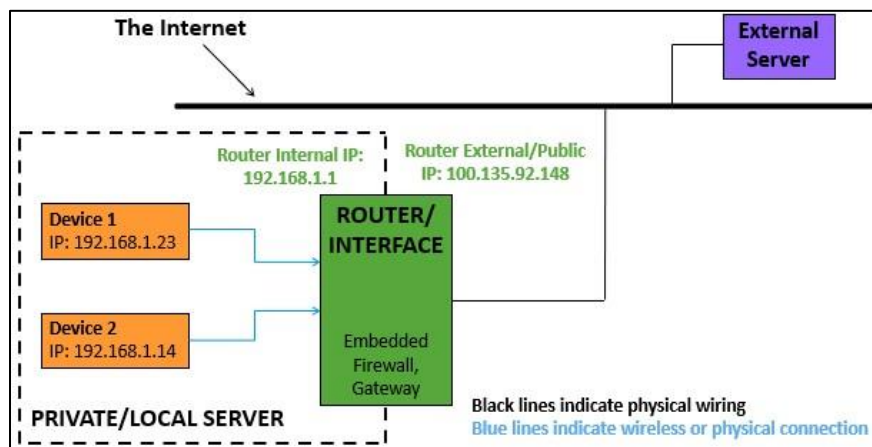 The Internet
External
Server
Router Internal IP:
192.168.1.1
Router External/Public
IP: 100.135.92.148
Device 1
IP: 192.168.1.23
ROUTER/
INTERFACE
Device 2
IP: 192.168.1.14
Embedded
Firewall,
Gateway
PRIVATE/LOCAL SERVER
Black lines indicate physical wiring
Blue lines indicate wireless or physical connection